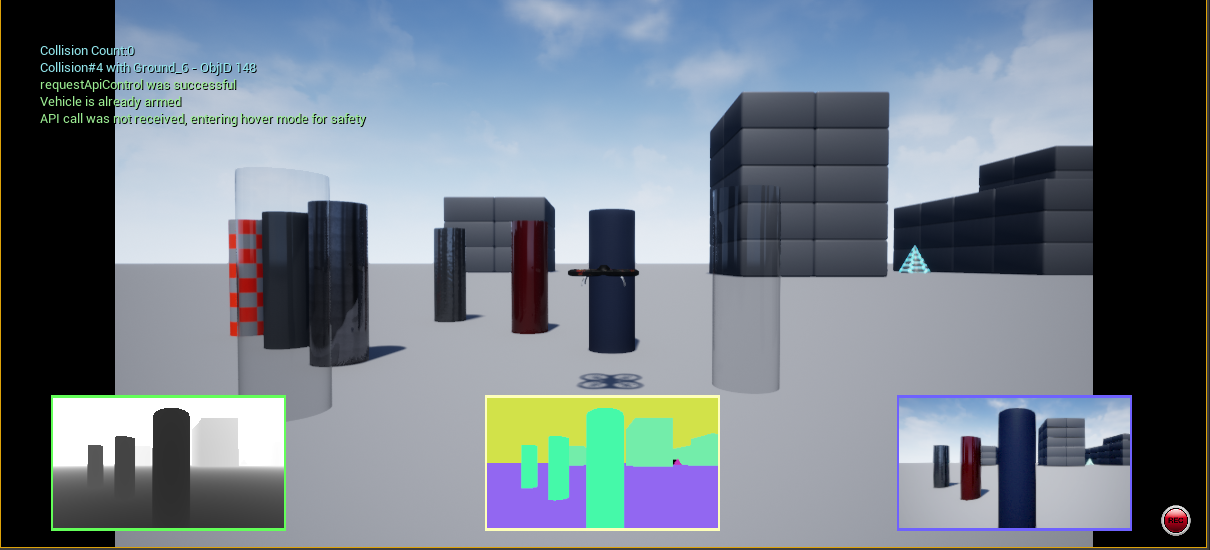 Collision Count:0
Collision#4 with Ground_6 - ObjID 148
requestApiControl was successful
Vehicle is already armed
API call was not received, entering hover mode for safety
REC